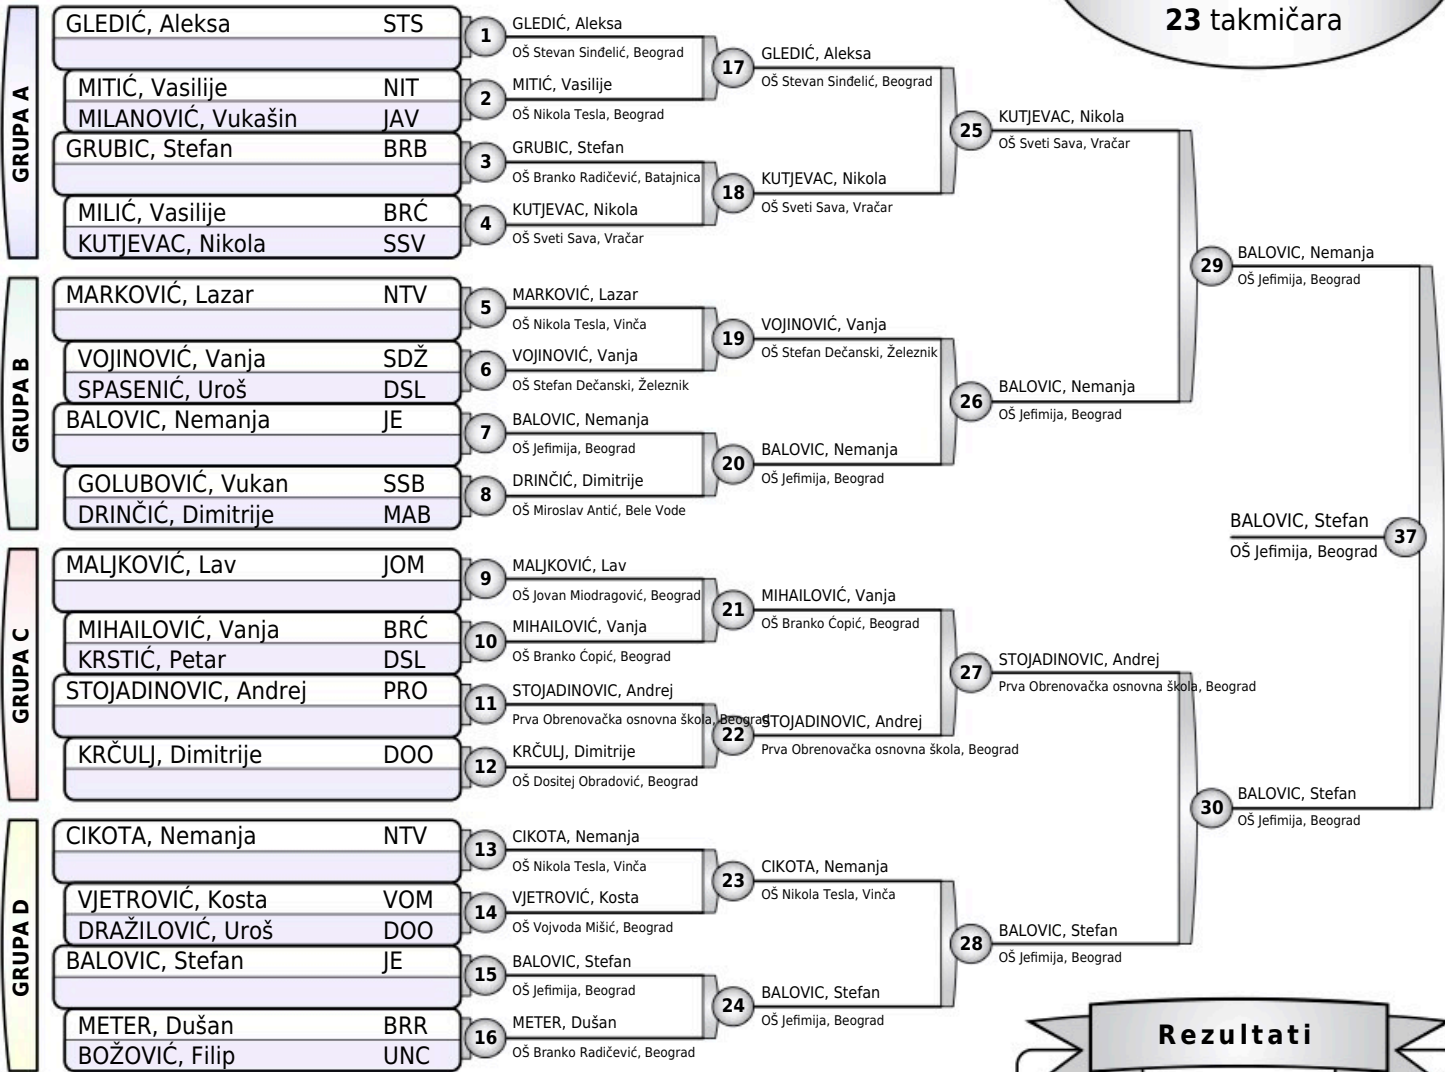 23 takmičara
GRUPA A
GLEDIĆ, Aleksa STS
MITIĆ, Vasilije NIT
MILANOVIĆ, Vukašin JAV
GRUBIC, Stefan BRB
MILIĆ, Vasilije BRĆ
KUTJEVAC, Nikola SSV
GRUPA B
MARKOVIĆ, Lazar NTV
VOJINOVIĆ, Vanja SDŽ
SPASENIĆ, Uroš DSL
BALOVIC, Nemanja JE
GOLUBOVIĆ, Vukan SSB
DRINČIĆ, Dimitrije MAB
GRUPA C
MALJKOVIĆ, Lav JOM
MIHAILOVIĆ, Vanja BRĆ
KRSTIĆ, Petar DSL
STOJADINOVIC, Andrej PRO
KRČULJ, Dimitrije DOO
GRUPA D
CIKOTA, Nemanja NTV
VJETROVIĆ, Kosta VOM
DRAŽILOVIĆ, Uroš DOO
BALOVIC, Stefan JE
METER, Dušan BRR
BOŽOVIĆ, Filip UNC
1
GLEDIĆ, Aleksa
OŠ Stevan Sinđelić, Beograd
2
MITIĆ, Vasilije
OŠ Nikola Tesla, Beograd
3
GRUBIC, Stefan
OŠ Branko Radičević, Batajnica
4
KUTJEVAC, Nikola
OŠ Sveti Sava, Vračar
5
MARKOVIĆ, Lazar
OŠ Nikola Tesla, Vinča
6
VOJINOVIĆ, Vanja
OŠ Stefan Dečanski, Železnik
7
BALOVIC, Nemanja
OŠ Jefimija, Beograd
8
DRINČIĆ, Dimitrije
OŠ Miroslav Antić, Bele Vode
9
MALJKOVIĆ, Lav
OŠ Jovan Miodragović, Beograd
10
MIHAILOVIĆ, Vanja
OŠ Branko Ćopić, Beograd
11
STOJADINOVIC, Andrej
Prva Obrenovačka osnovna škola, Beograd
12
KRČULJ, Dimitrije
OŠ Dositej Obradović, Beograd
13
CIKOTA, Nemanja
OŠ Nikola Tesla, Vinča
14
VJETROVIĆ, Kosta
OŠ Vojvoda Mišić, Beograd
15
BALOVIC, Stefan
OŠ Jefimija, Beograd
16
METER, Dušan
OŠ Branko Radičević, Beograd
17
GLEDIĆ, Aleksa
OŠ Stevan Sinđelić, Beograd
18
KUTJEVAC, Nikola
OŠ Sveti Sava, Vračar
19
VOJINOVIĆ, Vanja
OŠ Stefan Dečanski, Železnik
20
BALOVIC, Nemanja
OŠ Jefimija, Beograd
21
MIHAILOVIĆ, Vanja
OŠ Branko Ćopić, Beograd
22
STOJADINOVIC, Andrej
Prva Obrenovačka osnovna škola, Beograd
23
CIKOTA, Nemanja
OŠ Nikola Tesla, Vinča
24
BALOVIC, Stefan
OŠ Jefimija, Beograd
25
KUTJEVAC, Nikola
OŠ Sveti Sava, Vračar
26
BALOVIC, Nemanja
OŠ Jefimija, Beograd
27
STOJADINOVIC, Andrej
Prva Obrenovačka osnovna škola, Beograd
28
BALOVIC, Stefan
OŠ Jefimija, Beograd
29
BALOVIC, Nemanja
OŠ Jefimija, Beograd
30
BALOVIC, Stefan
OŠ Jefimija, Beograd
37
BALOVIC, Stefan
OŠ Jefimija, Beograd
Rezultati